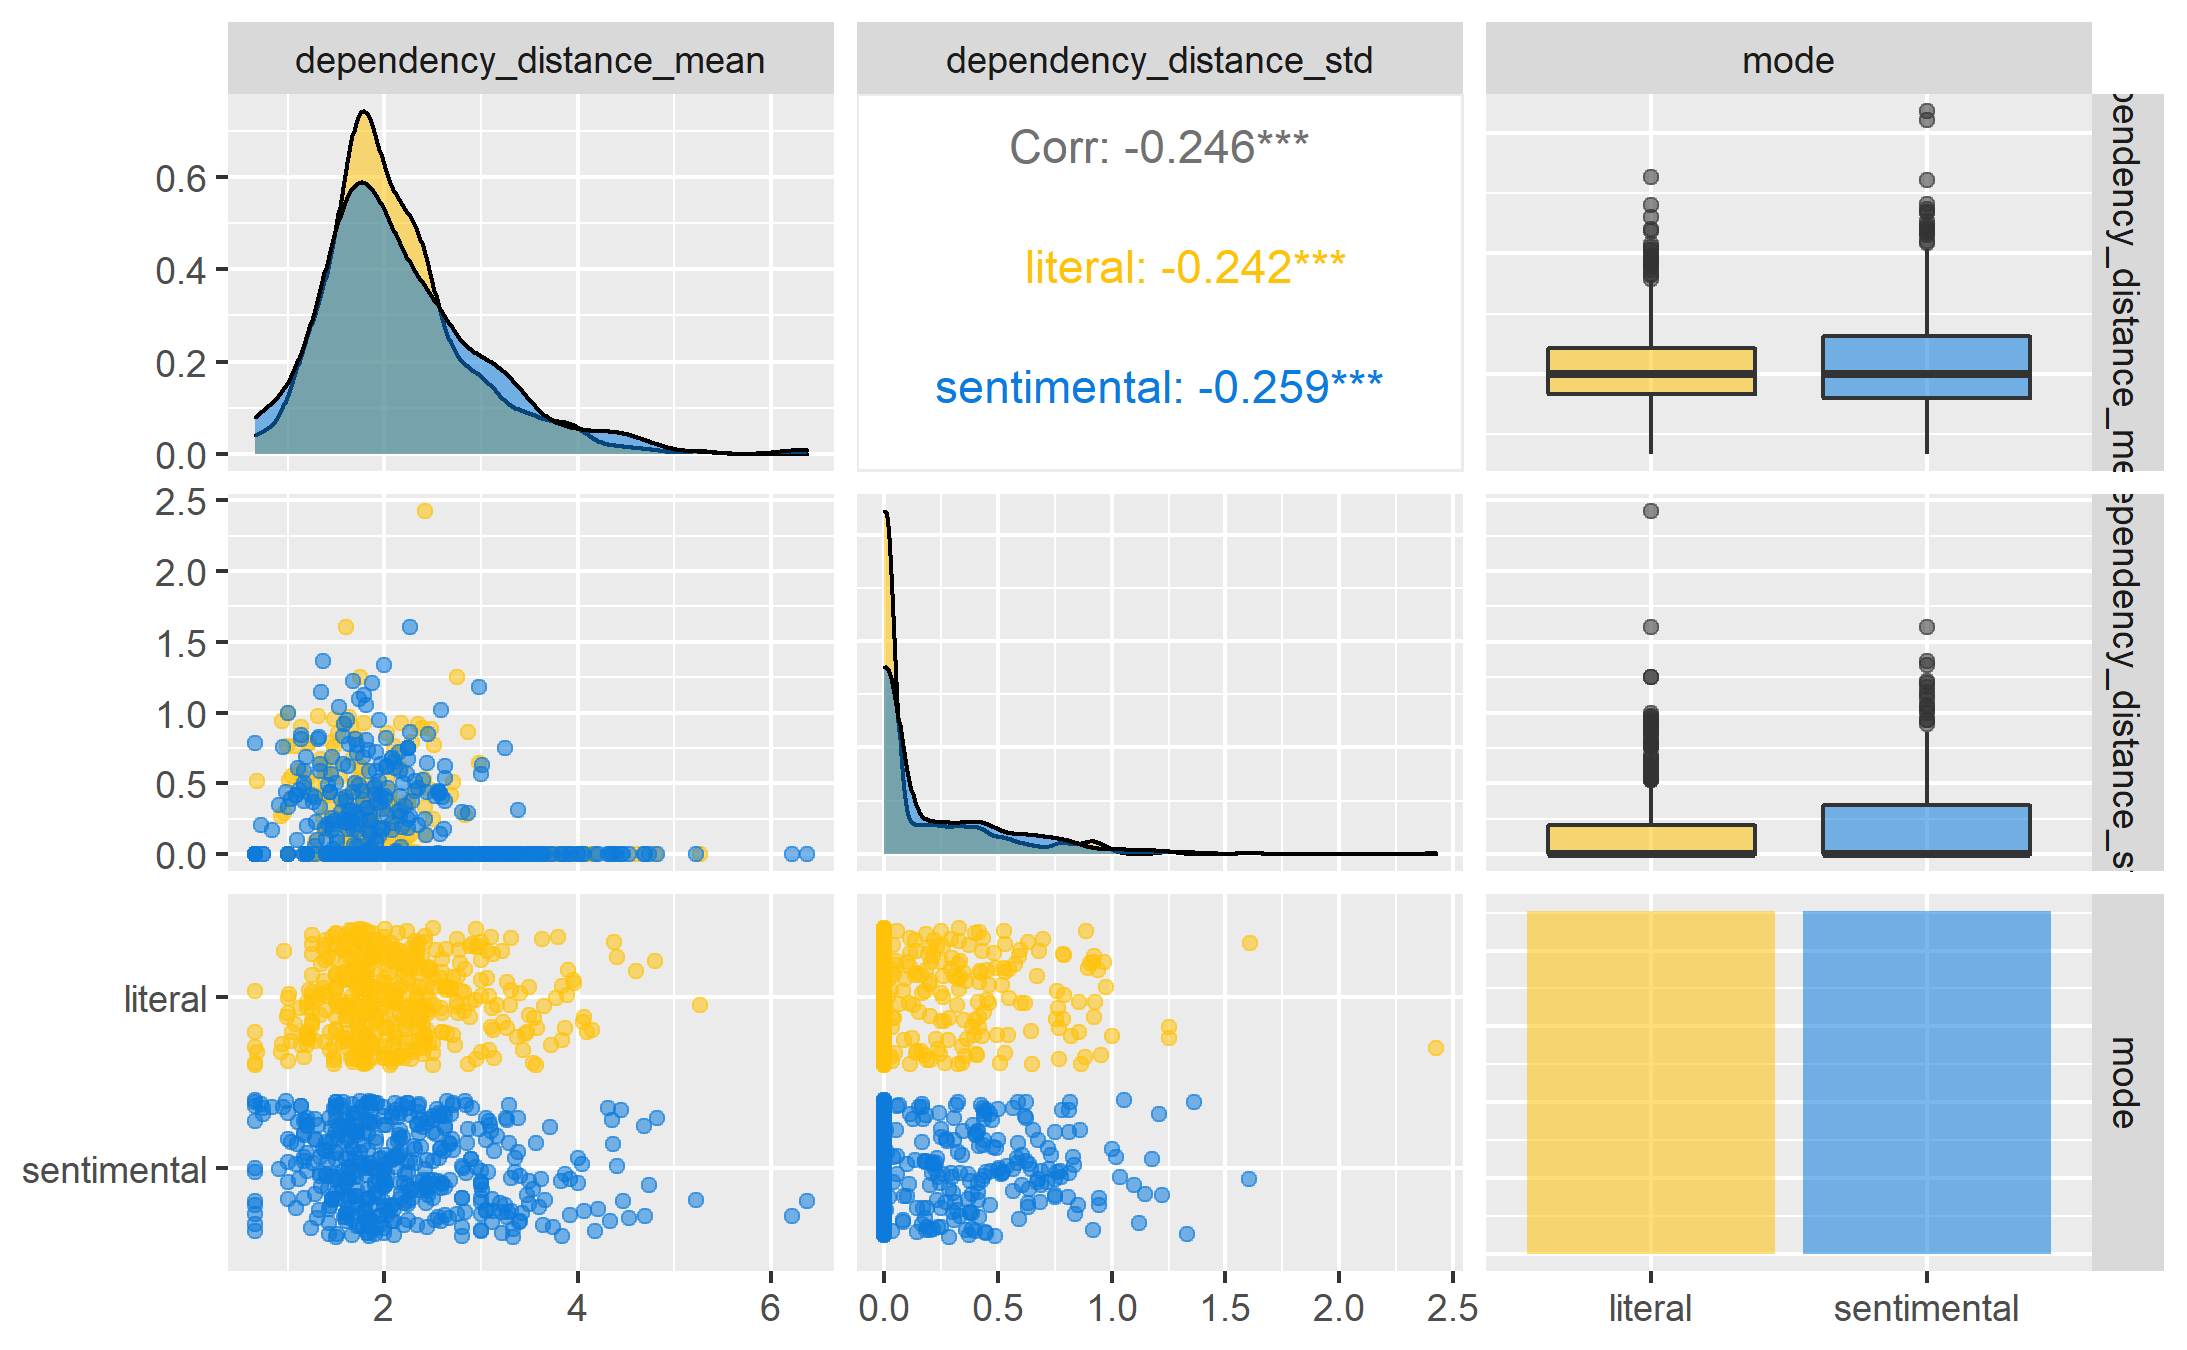 dependency_distance_mean
dependency_distance_std
mode
0.6
0.4
0.2
0.0
Corr: -0.246***
literal: -0.242***
sentimental: -0.259***
pendency_distance_me
2.5
2.0
1.5
1.0
0.5
0.0
ependency_distance_s
literal
sentimental
mode
2
4
6
0.0
0.5
1.0
1.5
2.0
2.5
literal
sentimental